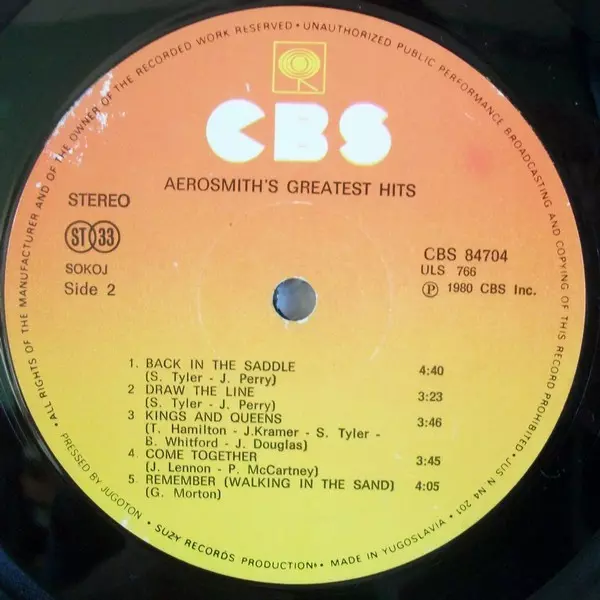 • ALL RIGHTS OF THE MANUFACTURER AND OF THE OWNER OF THE RECORDED WORK RESERVED • UNAUTHORIZED PUBLIC PERFORMANCE BROADCASTING AND COPYING OF THIS RECORD PROHIBITED • JUS N N4 201
CBS
AEROSMITH'S GREATEST HITS
STEREO
ST 33
SOKOJ
Side 2
CBS 84704
ULS 766
Ⓟ 1980 CBS Inc.
1. BACK IN THE SADDLE 4:40
(S. Tyler - J. Perry)
2 DRAW THE LINE 3:23
(S. Tyler - J. Perry)
3 KINGS AND QUEENS 3:46
(T. Hamilton - J.Kramer - S. Tyler -
B. Whitford - J. Douglas)
4. COME TOGETHER 3:45
(J. Lennon - P. McCartney)
5. REMEMBER (WALKING IN THE SAND) 4:05
(G. Morton)
PRESSED BY JUGOTON • SUZY RECORDS PRODUCTION • MADE IN YUGOSLAVIA •